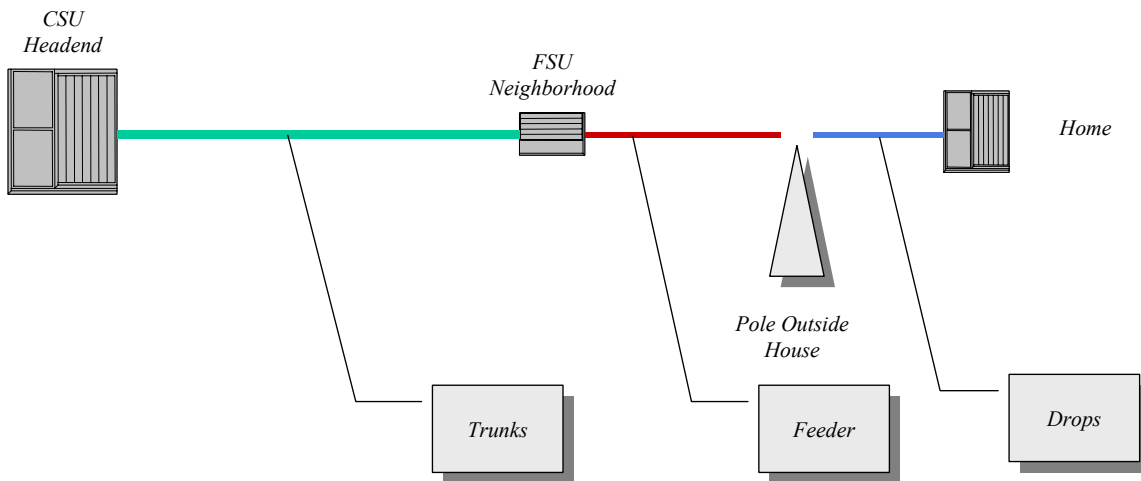 CSU
Headend
FSU
Neighborhood
Home
Pole Outside
House
Trunks
Feeder
Drops